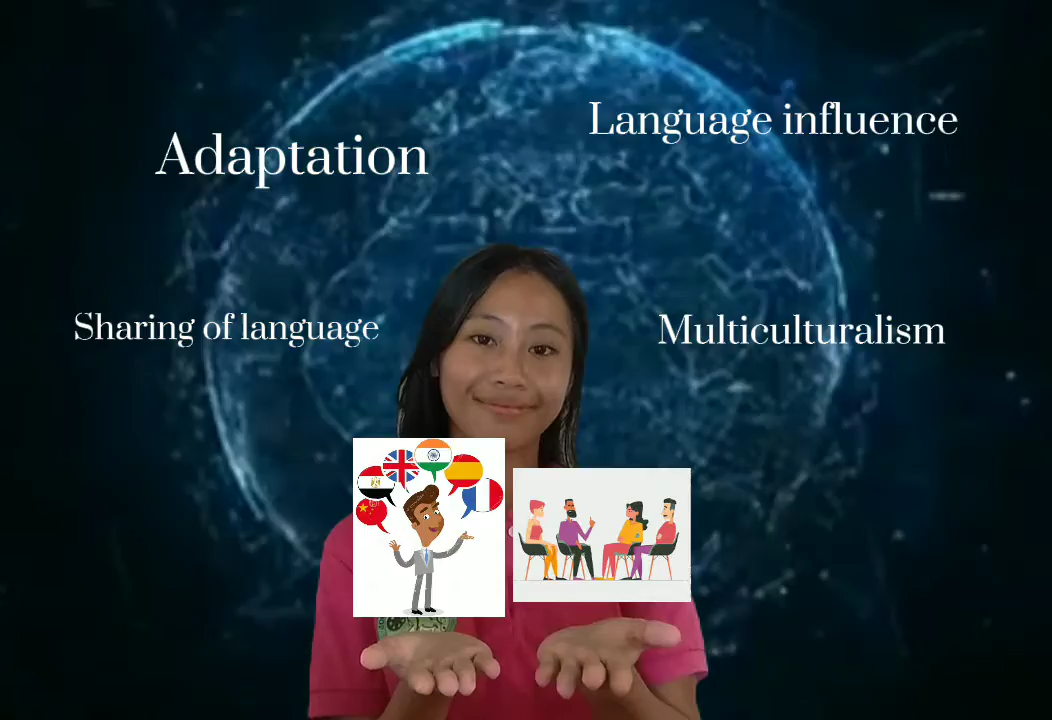 Language influence
Adaptation
Sharing of language
Multiculturalism